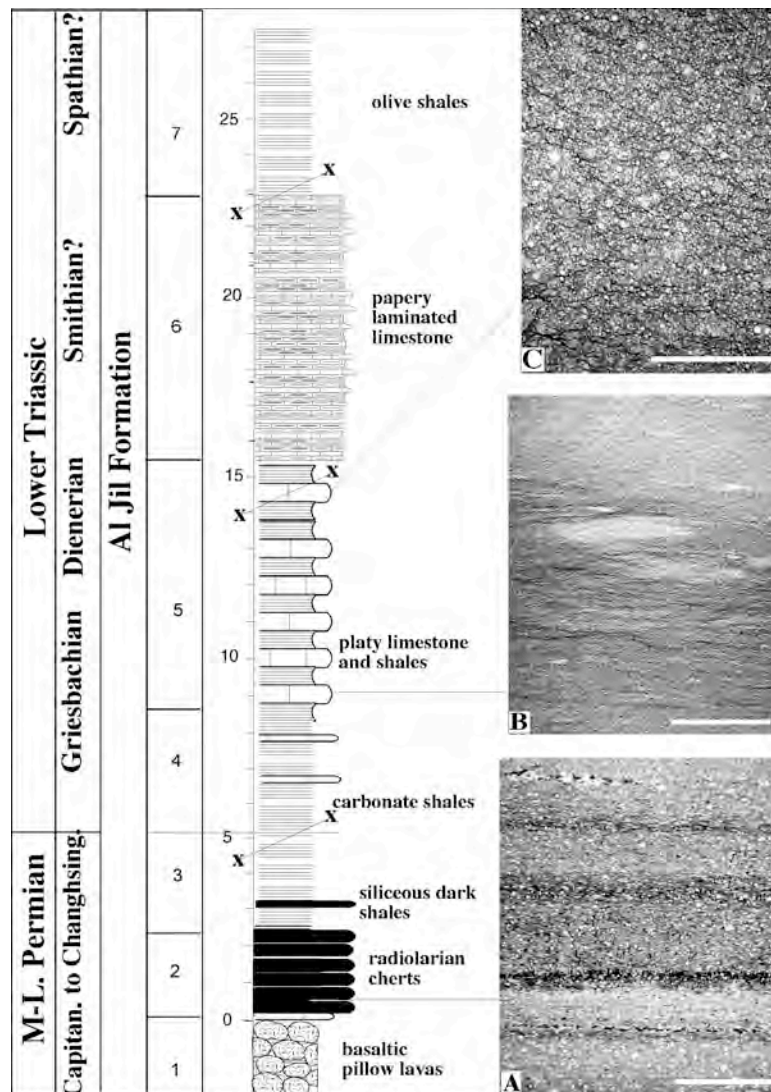 Lower Triassic
M-L. Permian
Spathian?
Smithian?
Dienerian
Griesbachian
Capitan. to Changhsing.
Al Jil Formation
7
6
5
4
3
2
1
25
20
15
10
5
0
x
x
x
x
x
x
olive shales
papery
laminated
limestone
platy limestone
and shales
carbonate shales
siliceous dark
shales
radiolarian
cherts
basaltic
pillow lavas
C
B
A